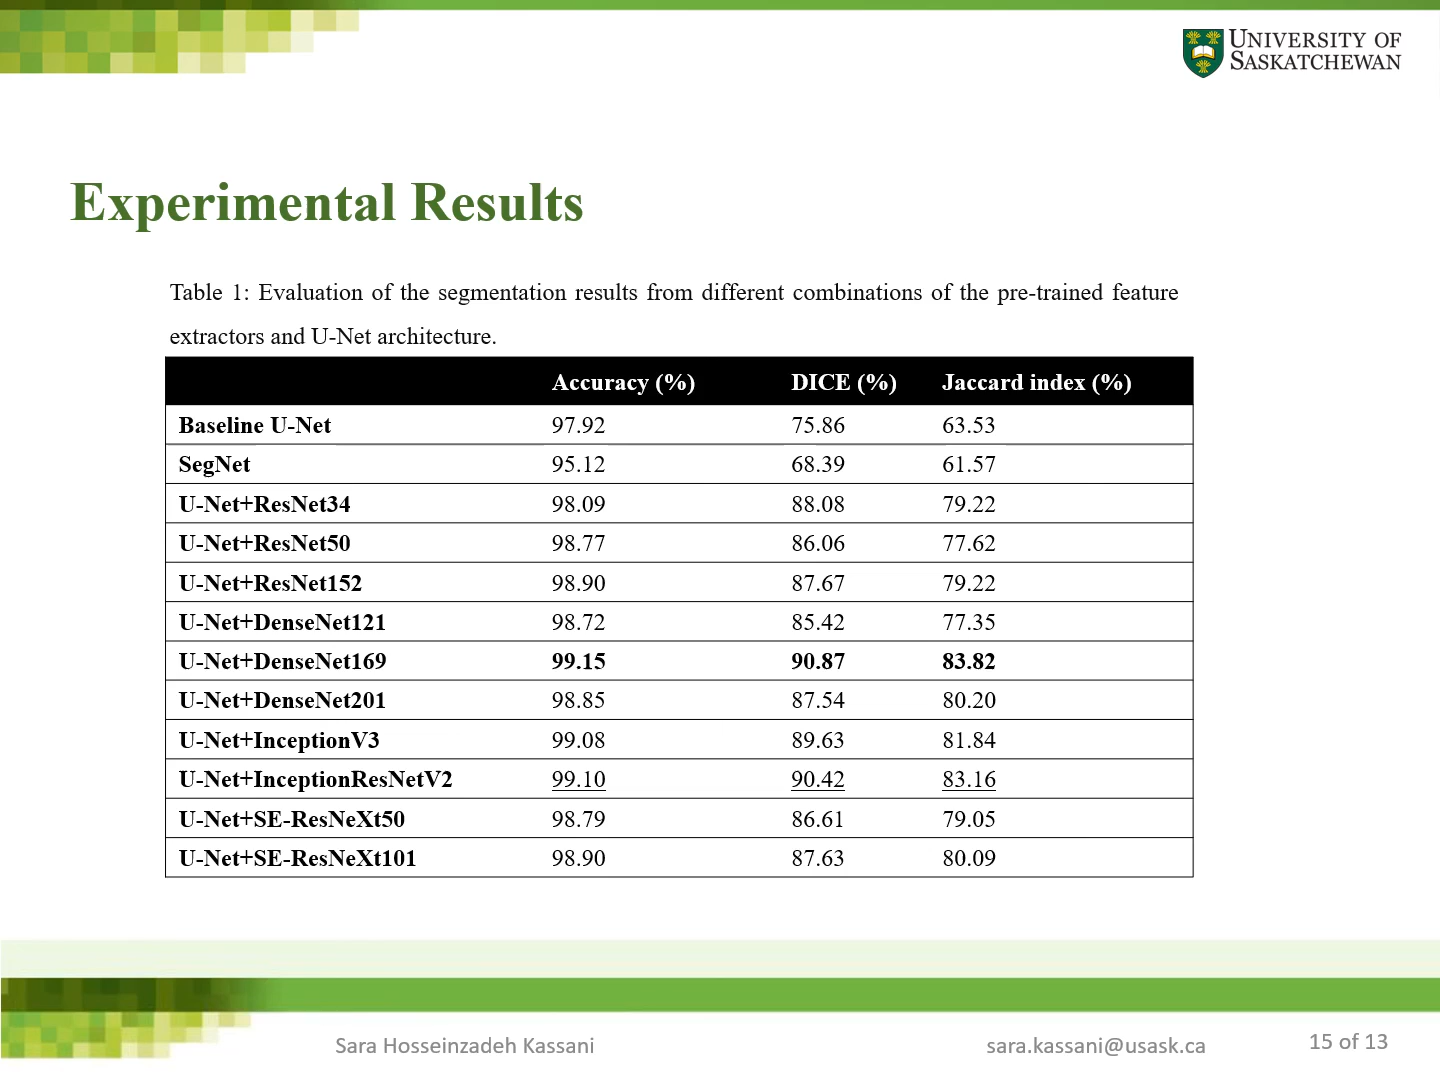 UNIVERSITY OF
SASKATCHEWAN
Experimental Results
Table 1: Evaluation of the segmentation results from different combinations of the pre-trained feature
extractors and U-Net architecture.
Accuracy (%) DICE (%) Jaccard index (%)
Baseline U-Net 97.92 75.86 63.53
SegNet 95.12 68.39 61.57
U-Net+ResNet34 98.09 88.08 79.22
U-Net+ResNet50 98.77 86.06 77.62
U-Net+ResNet152 98.90 87.67 79.22
U-Net+DenseNet121 98.72 85.42 77.35
U-Net+DenseNet169 99.15 90.87 83.82
U-Net+DenseNet201 98.85 87.54 80.20
U-Net+InceptionV3 99.08 89.63 81.84
U-Net+InceptionResNetV2 99.10 90.42 83.16
U-Net+SE-ResNeXt50 98.79 86.61 79.05
U-Net+SE-ResNeXt101 98.90 87.63 80.09
Sara Hosseinzadeh Kassani sara.kassani@usask.ca 15 of 13